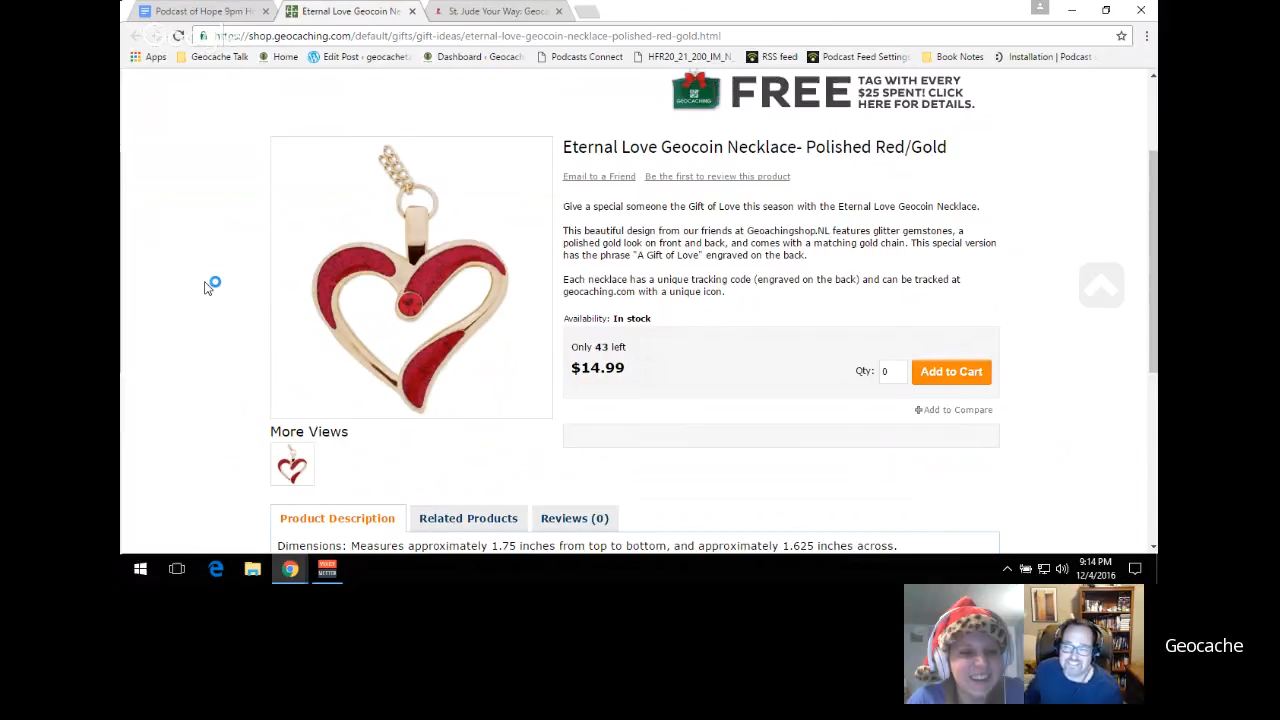 Podcast of Hope 9pm H
Eternal Love Geocoin Ne
St. Jude Your Way: Geoca
https://shop.geocaching.com/default/gifts/gift-ideas/eternal-love-geocoin-necklace-polished-red-gold.html
Apps Geocache Talk Home Edit Post ‹ geocachet Dashboard ‹ Geocach Podcasts Connect HFR20_21_200_IM_N RSS feed Podcast Feed Settings Book Notes Installation | Podcast
GEOCACHING
FREE
TAG WITH EVERY
$25 SPENT! CLICK
HERE FOR DETAILS.
Eternal Love Geocoin Necklace- Polished Red/Gold
Email to a Friend Be the first to review this product
Give a special someone the Gift of Love this season with the Eternal Love Geocoin Necklace.
This beautiful design from our friends at Geoachingshop.NL features glitter gemstones, a
polished gold look on front and back, and comes with a matching gold chain. This special version
has the phrase "A Gift of Love" engraved on the back.
Each necklace has a unique tracking code (engraved on the back) and can be tracked at
geocaching.com with a unique icon.
Availability: In stock
Only 43 left
$14.99
Qty: 0 Add to Cart
Add to Compare
More Views
Product Description Related Products Reviews (0)
Dimensions: Measures approximately 1.75 inches from top to bottom, and approximately 1.625 inches across.
9:14 PM
12/4/2016
Geocache